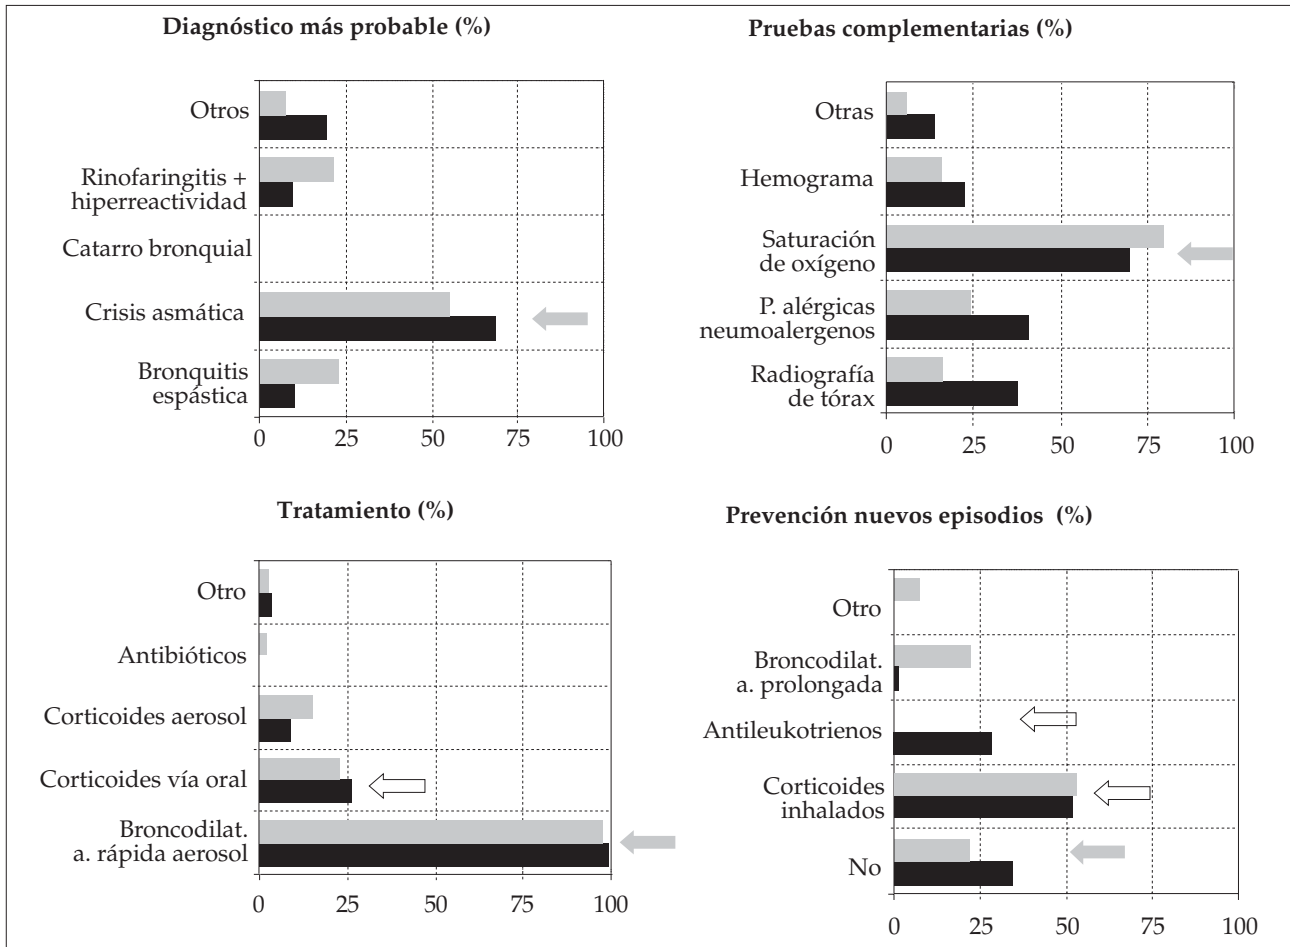 Diagnóstico más probable (%)
Otros
Rinofaringitis +
hiperreactividad
Catarro bronquial
Crisis asmática
Bronquitis
espástica
0 25 50 75 100
Pruebas complementarias (%)
Otras
Hemograma
Saturación
de oxígeno
P. alérgicas
neumoalergenos
Radiografía
de tórax
0 25 50 75 100
Tratamiento (%)
Otro
Antibióticos
Corticoides aerosol
Corticoides vía oral
Broncodilat.
a. rápida aerosol
0 25 50 75 100
Prevención nuevos episodios (%)
Otro
Broncodilat.
a. prolongada
Antileukotrienos
Corticoides
inhalados
No
0 25 50 75 100